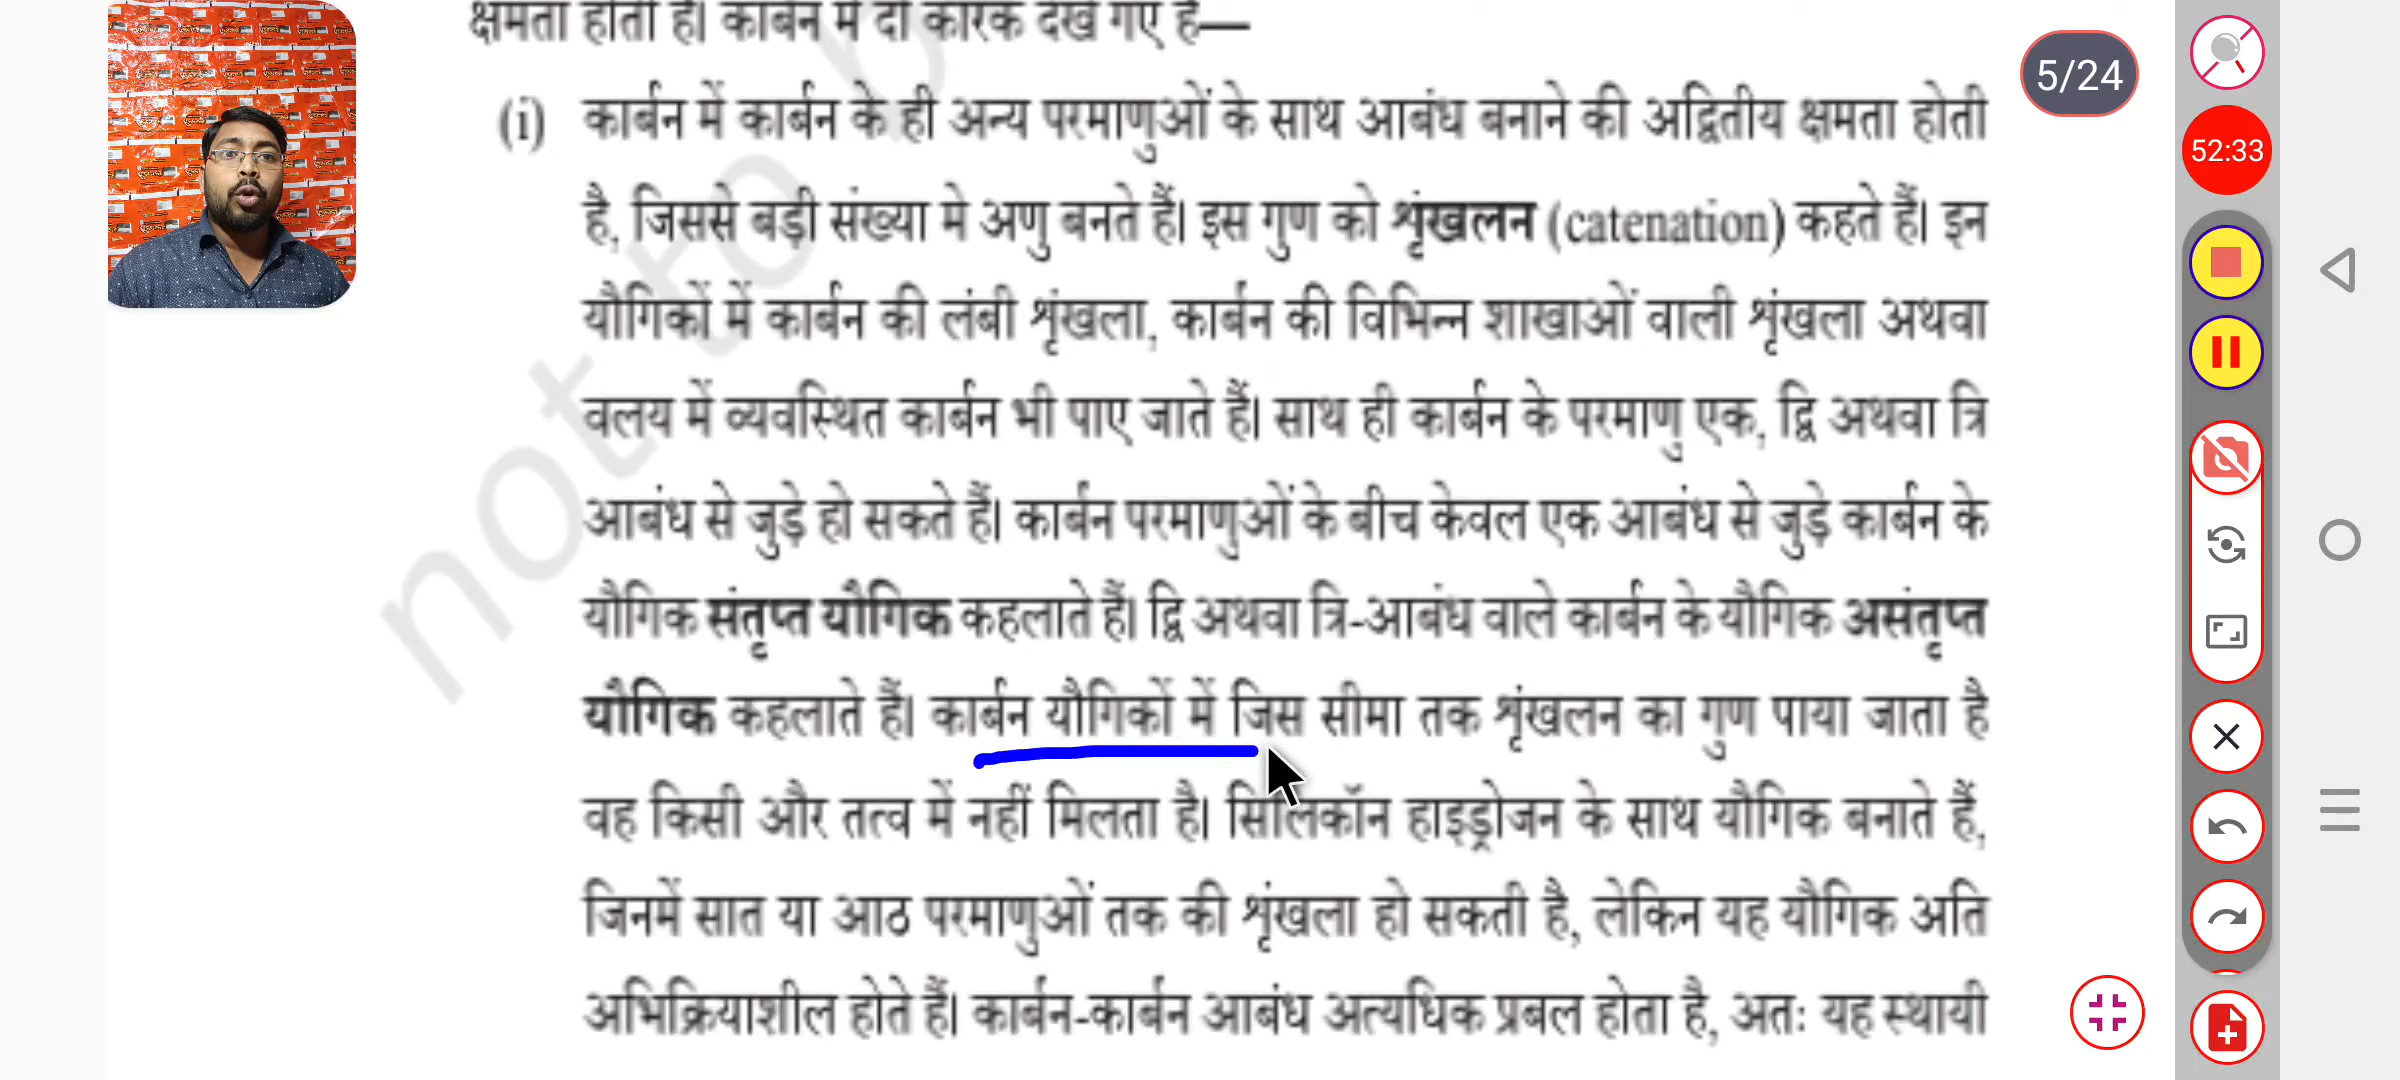 क्षमता होती है। कार्बन में दो कारक देखे गए हैं—
5/24
(i) कार्बन में कार्बन के ही अन्य परमाणुओं के साथ आबंध बनाने की अद्वितीय क्षमता होती
52:33
है, जिससे बड़ी संख्या मे अणु बनते हैं। इस गुण को शृंखलन (catenation) कहते हैं। इन
यौगिकों में कार्बन की लंबी शृंखला, कार्बन की विभिन्न शाखाओं वाली शृंखला अथवा
वलय में व्यवस्थित कार्बन भी पाए जाते हैं। साथ ही कार्बन के परमाणु एक, द्वि अथवा त्रि
आबंध से जुड़े हो सकते हैं। कार्बन परमाणुओं के बीच केवल एक आबंध से जुड़े कार्बन के
यौगिक संतृप्त यौगिक कहलाते हैं। द्वि अथवा त्रि-आबंध वाले कार्बन के यौगिक असंतृप्त
यौगिक कहलाते हैं। कार्बन यौगिकों में जिस सीमा तक शृंखलन का गुण पाया जाता है
वह किसी और तत्व में नहीं मिलता है। सिलिकॉन हाइड्रोजन के साथ यौगिक बनाते हैं,
जिनमें सात या आठ परमाणुओं तक की शृंखला हो सकती है, लेकिन यह यौगिक अति
अभिक्रियाशील होते हैं। कार्बन-कार्बन आबंध अत्यधिक प्रबल होता है, अतः यह स्थायी
not to b